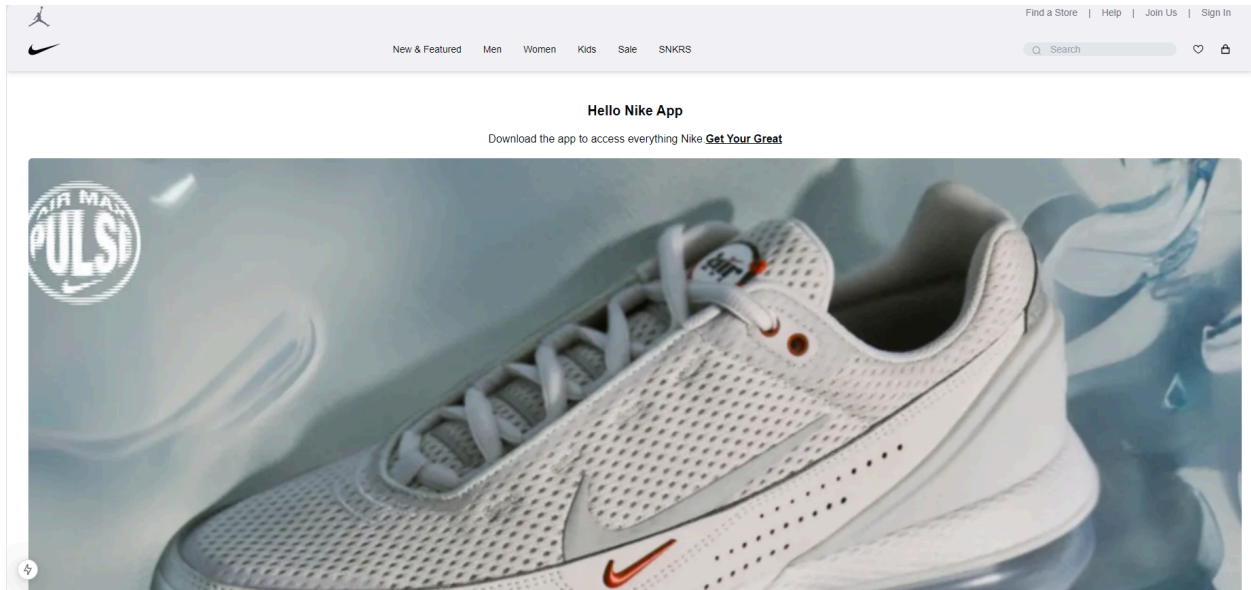 Find a Store | Help | Join Us | Sign In
New & Featured Men Women Kids Sale SNKRS
Search
Hello Nike App
Download the app to access everything Nike Get Your Great
AIR MAX
PULSE
air